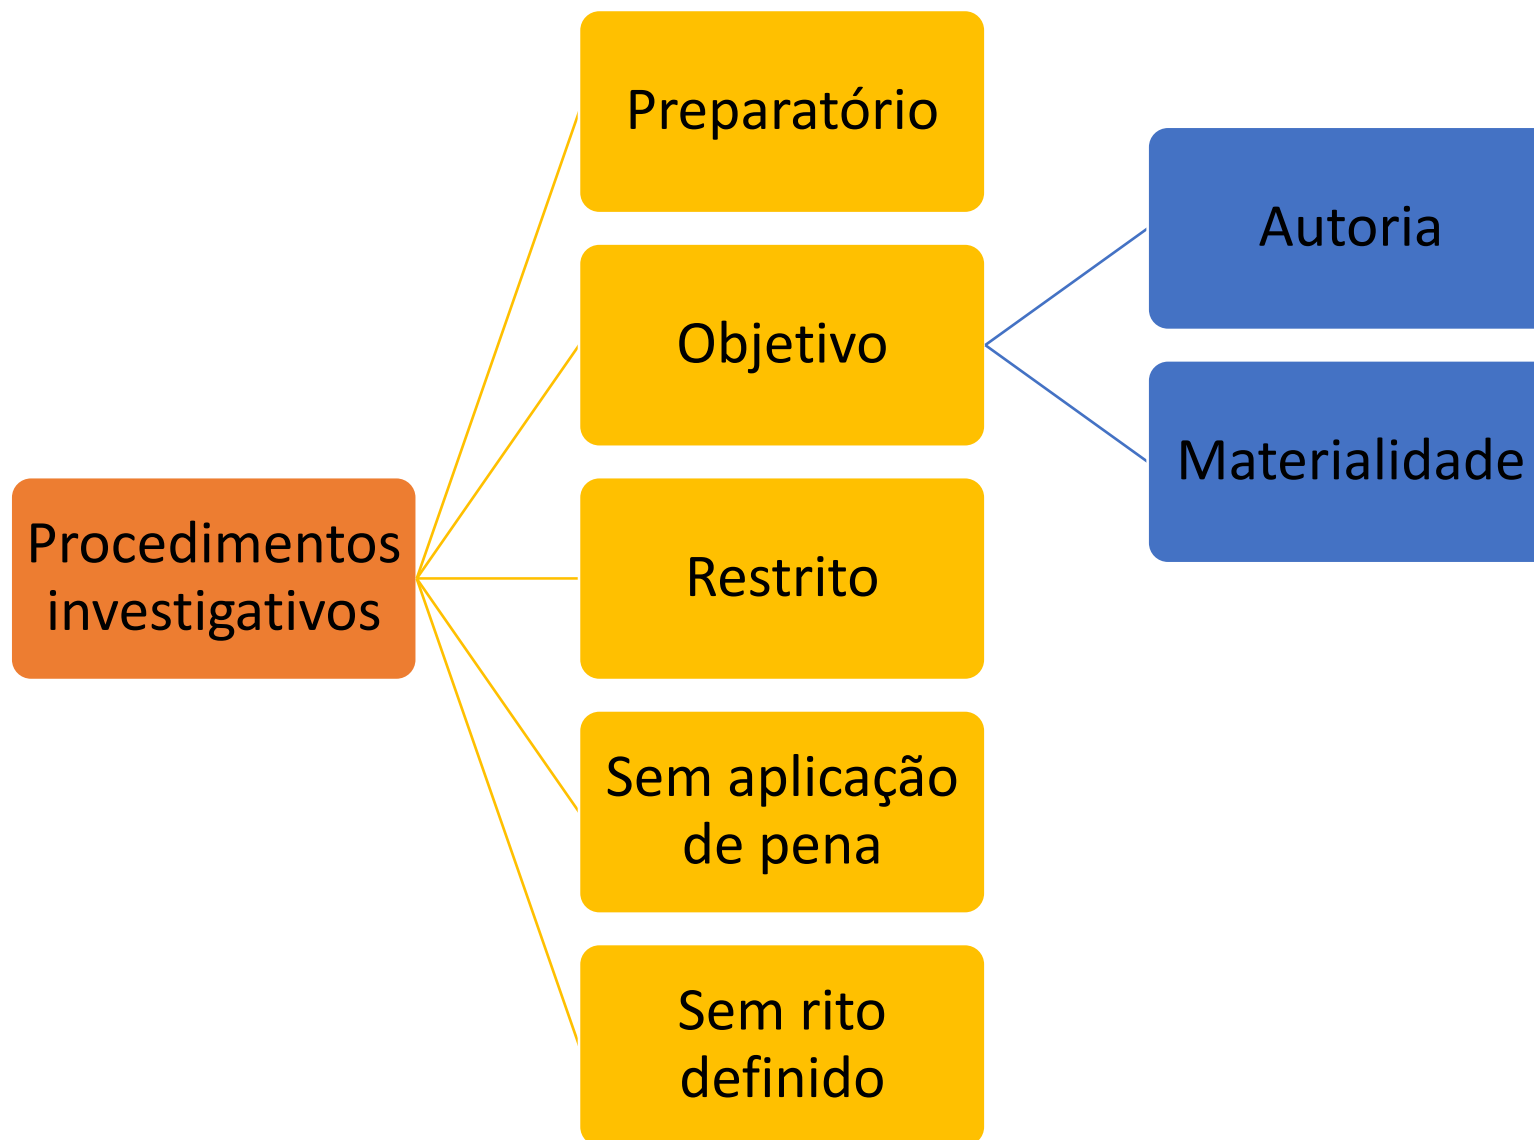 Procedimentos
investigativos
Preparatório
Objetivo
Autoria
Materialidade
Restrito
Sem aplicação
de pena
Sem rito
definido